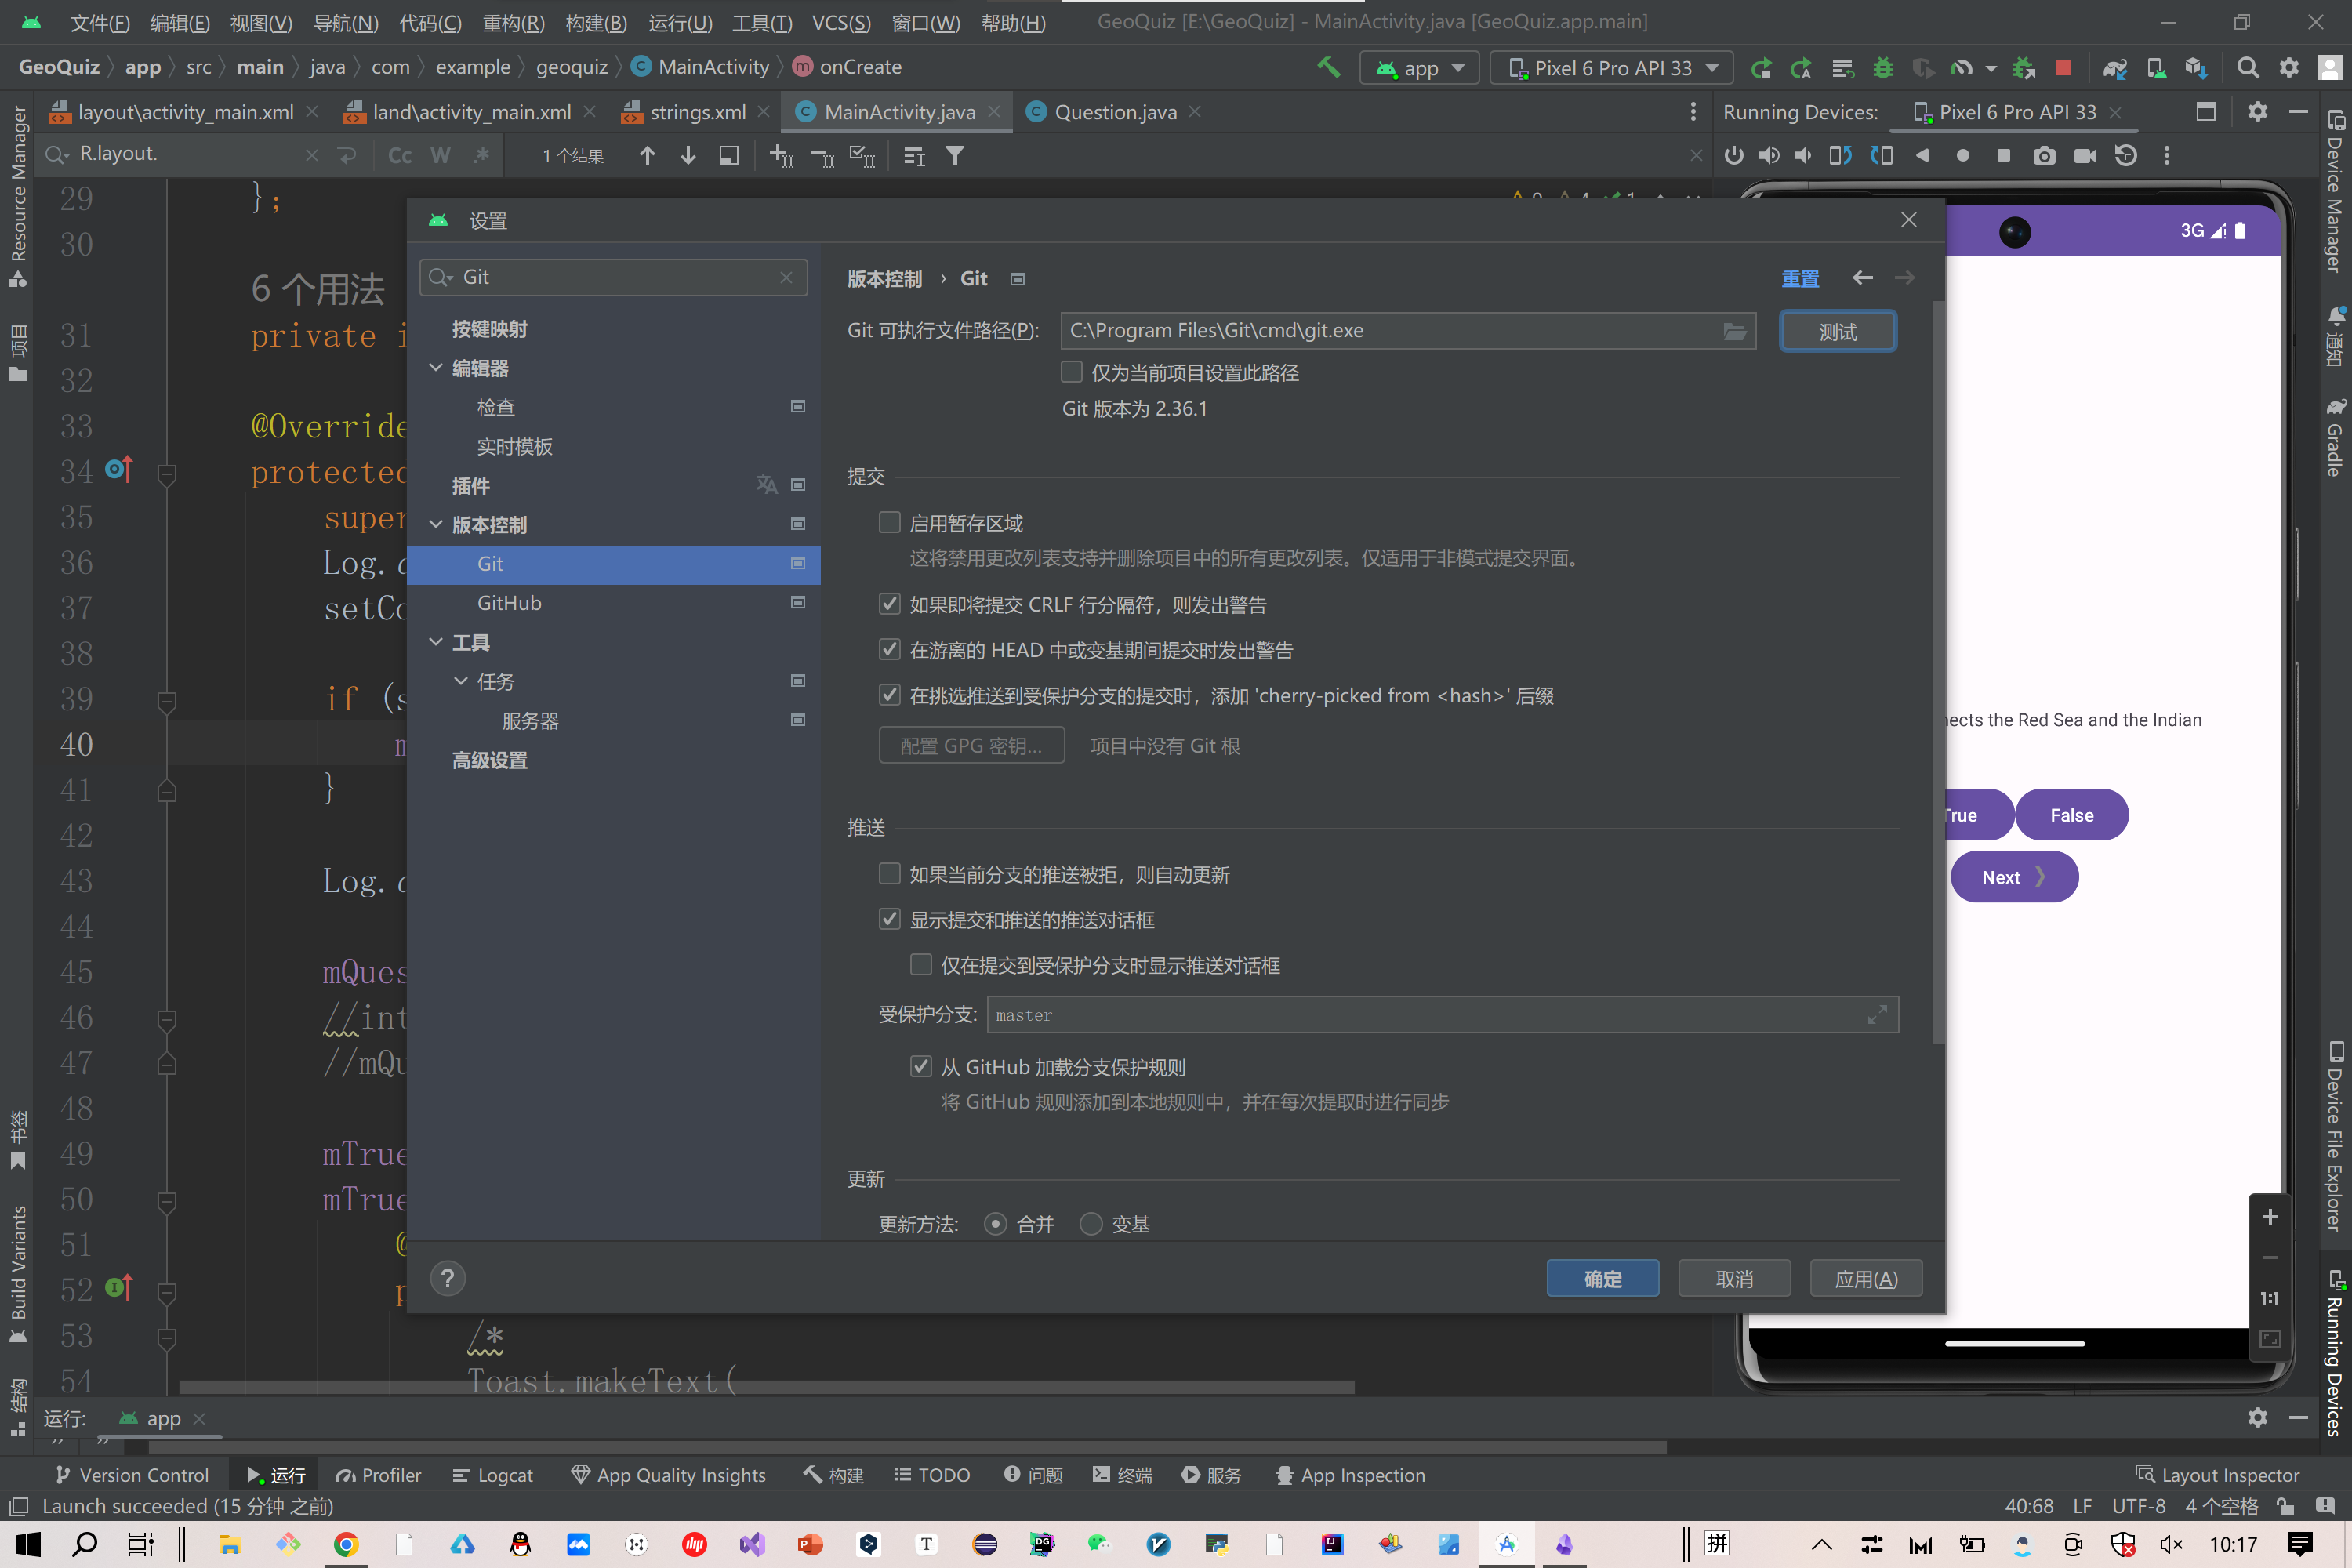 文件(F) 编辑(E) 视图(V) 导航(N) 代码(C) 重构(R) 构建(B) 运行(U) 工具(T) VCS(S) 窗口(W) 帮助(H) GeoQuiz [E:\GeoQuiz] - MainActivity.java [GeoQuiz.app.main]
GeoQuiz app src main java com example geoquiz MainActivity onCreate app Pixel 6 Pro API 33
layout\activity_main.xml land\activity_main.xml strings.xml MainActivity.java Question.java Running Devices: Pixel 6 Pro API 33
R.layout. Cc W .* 1 个结果
Resource Manager
项目
书签
Build Variants
结构
29 };
30
6 个用法
31 private i
32
33 @Override
34 protected
35 super
36 Log.
37 setCo
38
39 if (s
40 m
41 }
42
43 Log.
44
45 mQues
46 //int
47 //mQu
48
49 mTrue
50 mTrue
51 @
52 p
53 /*
54 Toast.makeText(
设置
Git
按键映射
编辑器
检查
实时模板
插件
版本控制
Git
GitHub
工具
任务
服务器
高级设置
版本控制 › Git 重置
Git 可执行文件路径(P): C:\Program Files\Git\cmd\git.exe 测试
仅为当前项目设置此路径
Git 版本为 2.36.1
提交
启用暂存区域
这将禁用更改列表支持并删除项目中的所有更改列表。仅适用于非模式提交界面。
如果即将提交 CRLF 行分隔符，则发出警告
在游离的 HEAD 中或变基期间提交时发出警告
在挑选推送到受保护分支的提交时，添加 'cherry-picked from <hash>' 后缀
配置 GPG 密钥... 项目中没有 Git 根
推送
如果当前分支的推送被拒，则自动更新
显示提交和推送的推送对话框
仅在提交到受保护分支时显示推送对话框
受保护分支: master
从 GitHub 加载分支保护规则
将 GitHub 规则添加到本地规则中，并在每次提取时进行同步
更新
更新方法: 合并 变基
? 确定 取消 应用(A)
3G
nects the Red Sea and the Indian
True False
Next
1:1
Device Manager
通知
Gradle
Device File Explorer
Running Devices
运行: app
Version Control 运行 Profiler Logcat App Quality Insights 构建 TODO 问题 终端 服务 App Inspection Layout Inspector
Launch succeeded (15 分钟 之前) 40:68 LF UTF-8 4 个空格
拼 10:17